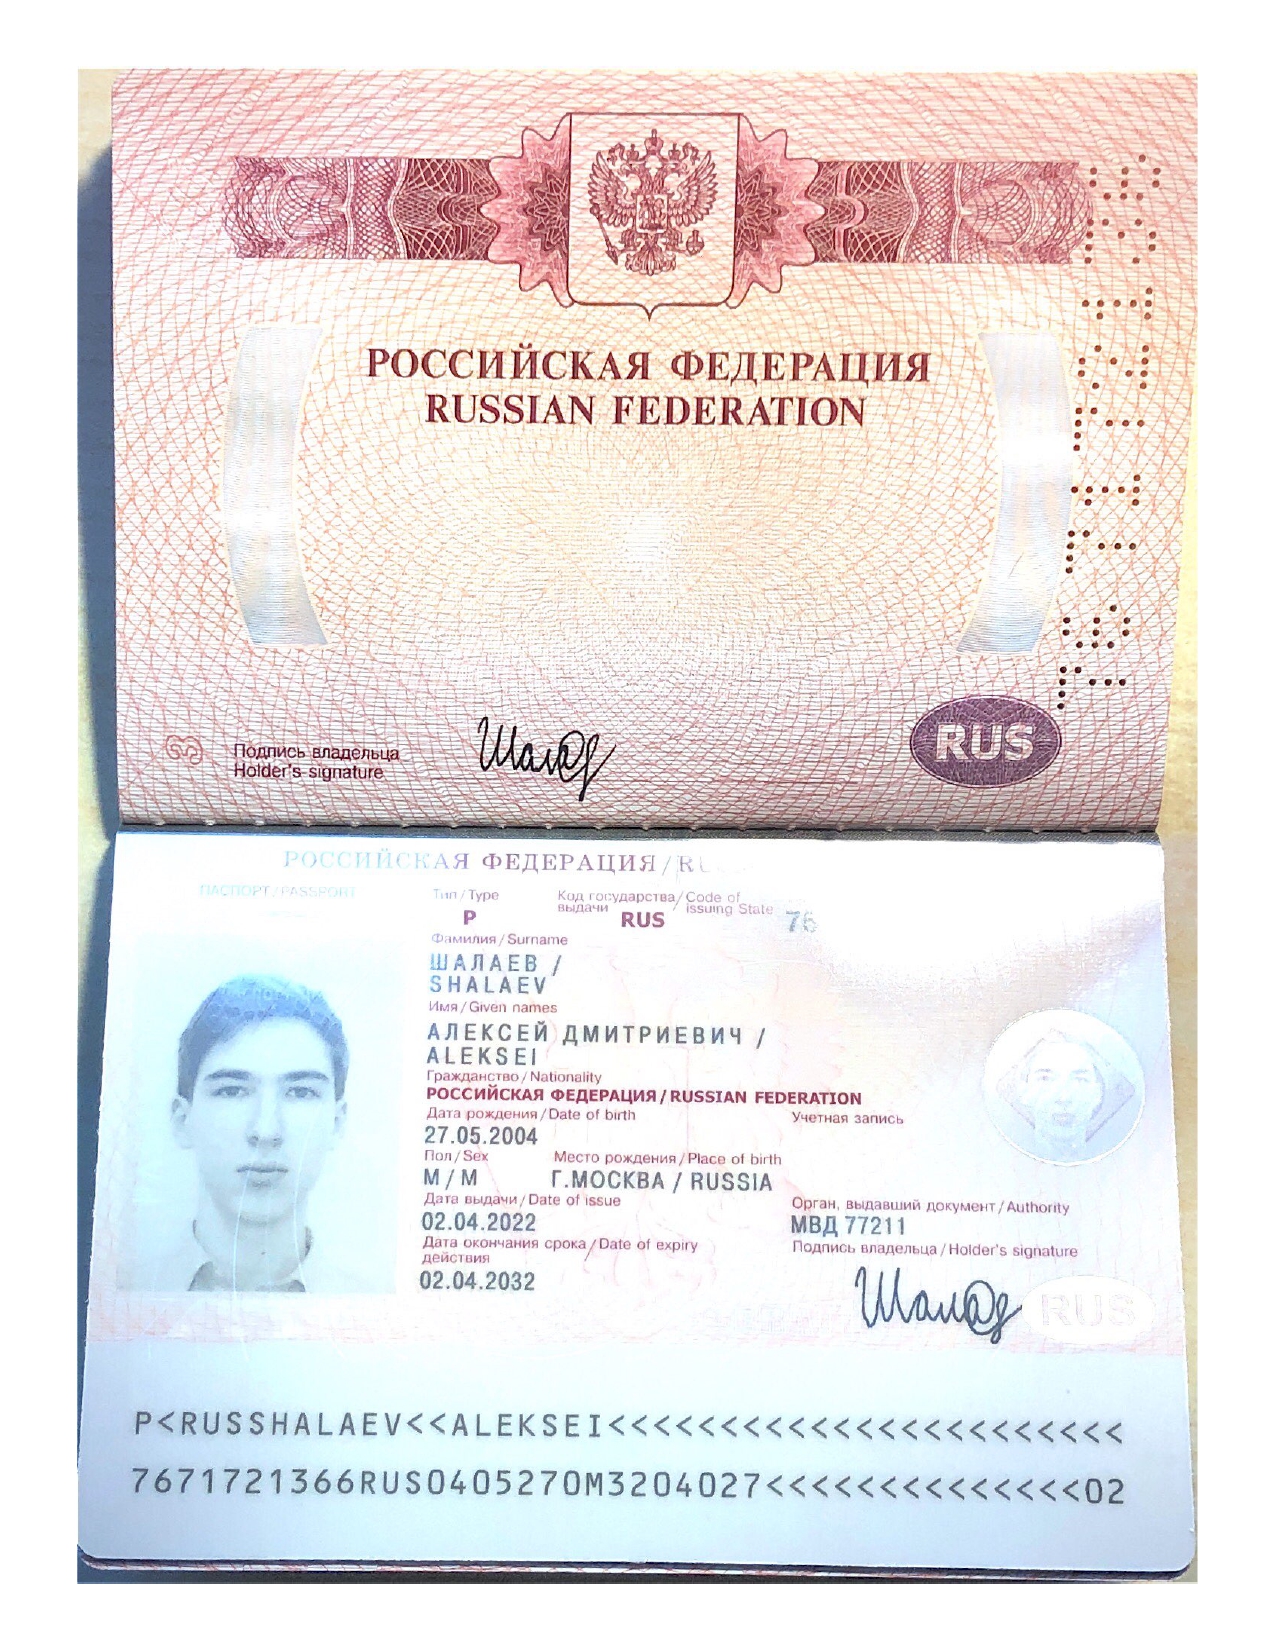 РОССИЙСКАЯ ФЕДЕРАЦИЯ
RUSSIAN FEDERATION
Подпись владельца
Holder's signature
RUS
РОССИЙСКАЯ ФЕДЕРАЦИЯ/RU
ПАСПОРТ/PASSPORT
Тип/Type
Код государства/Code of
выдачи issuing State
P RUS 76
Фамилия/Surname
ШАЛАЕВ /
SHALAEV
Имя/Given names
АЛЕКСЕЙ ДМИТРИЕВИЧ /
ALEKSEI
Гражданство/Nationality
РОССИЙСКАЯ ФЕДЕРАЦИЯ/RUSSIAN FEDERATION
Дата рождения/Date of birth Учетная запись
27.05.2004
Пол/Sex Место рождения/Place of birth
М/M Г.МОСКВА / RUSSIA
Дата выдачи/Date of issue Орган, выдавший документ/Authority
02.04.2022 МВД 77211
Дата окончания срока/Date of expiry Подпись владельца/Holder's signature
действия
02.04.2032
RUS
P<RUSSHALAEV<<ALEKSEI<<<<<<<<<<<<<<<<<<<<<<<
7671721366RUS0405270M3204027<<<<<<<<<<<<<<02